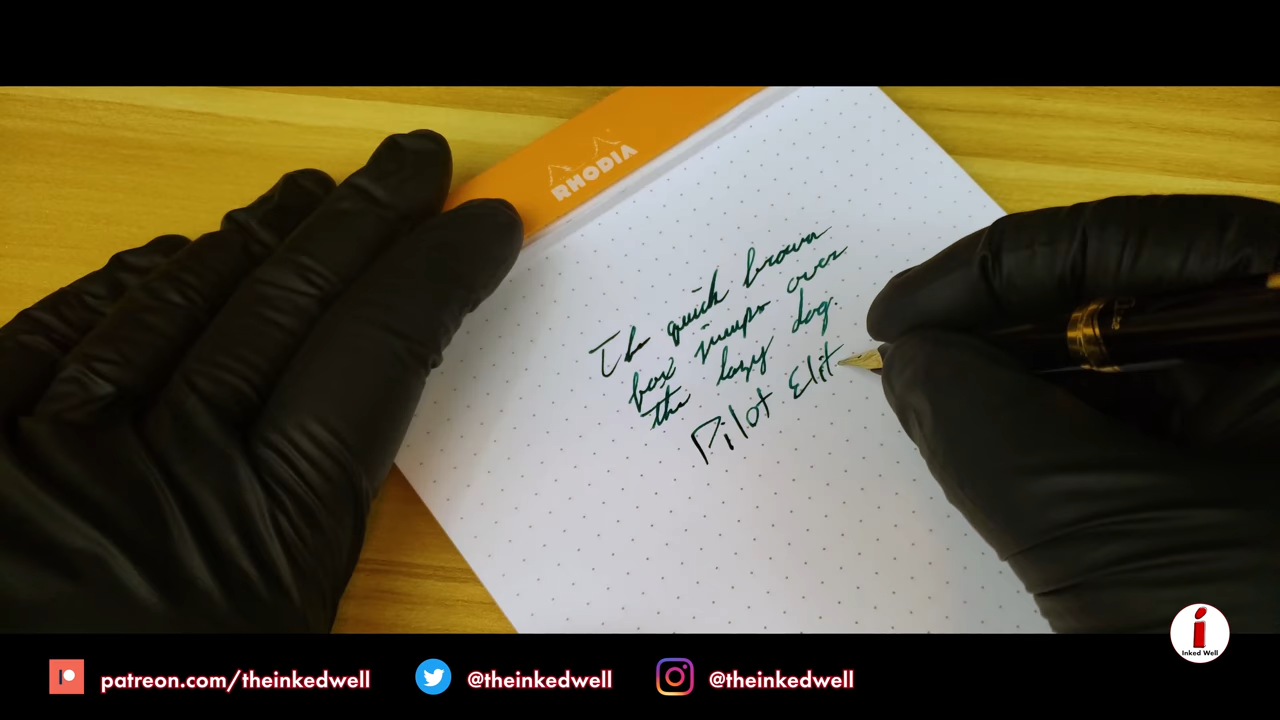 RHODIA
The quick brown
fox jumps over
the lazy dog.
Pilot Elit
patreon.com/theinkedwell
@theinkedwell
@theinkedwell
i
Inked Well